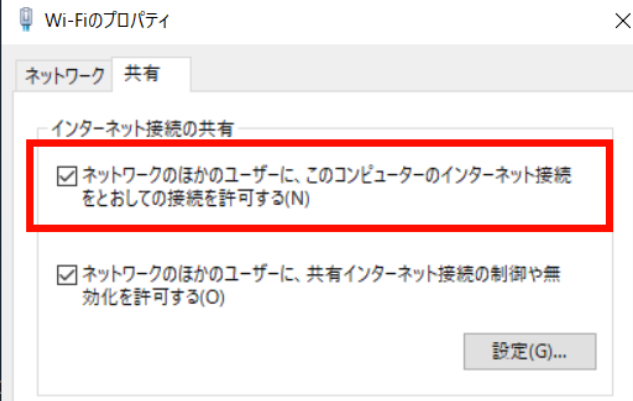 Wi-Fiのプロパティ
ネットワーク 共有
インターネット接続の共有
ネットワークのほかのユーザーに、このコンピューターのインターネット接続
をとおしての接続を許可する(N)
ネットワークのほかのユーザーに、共有インターネット接続の制御や無
効化を許可する(O)
設定(G)...